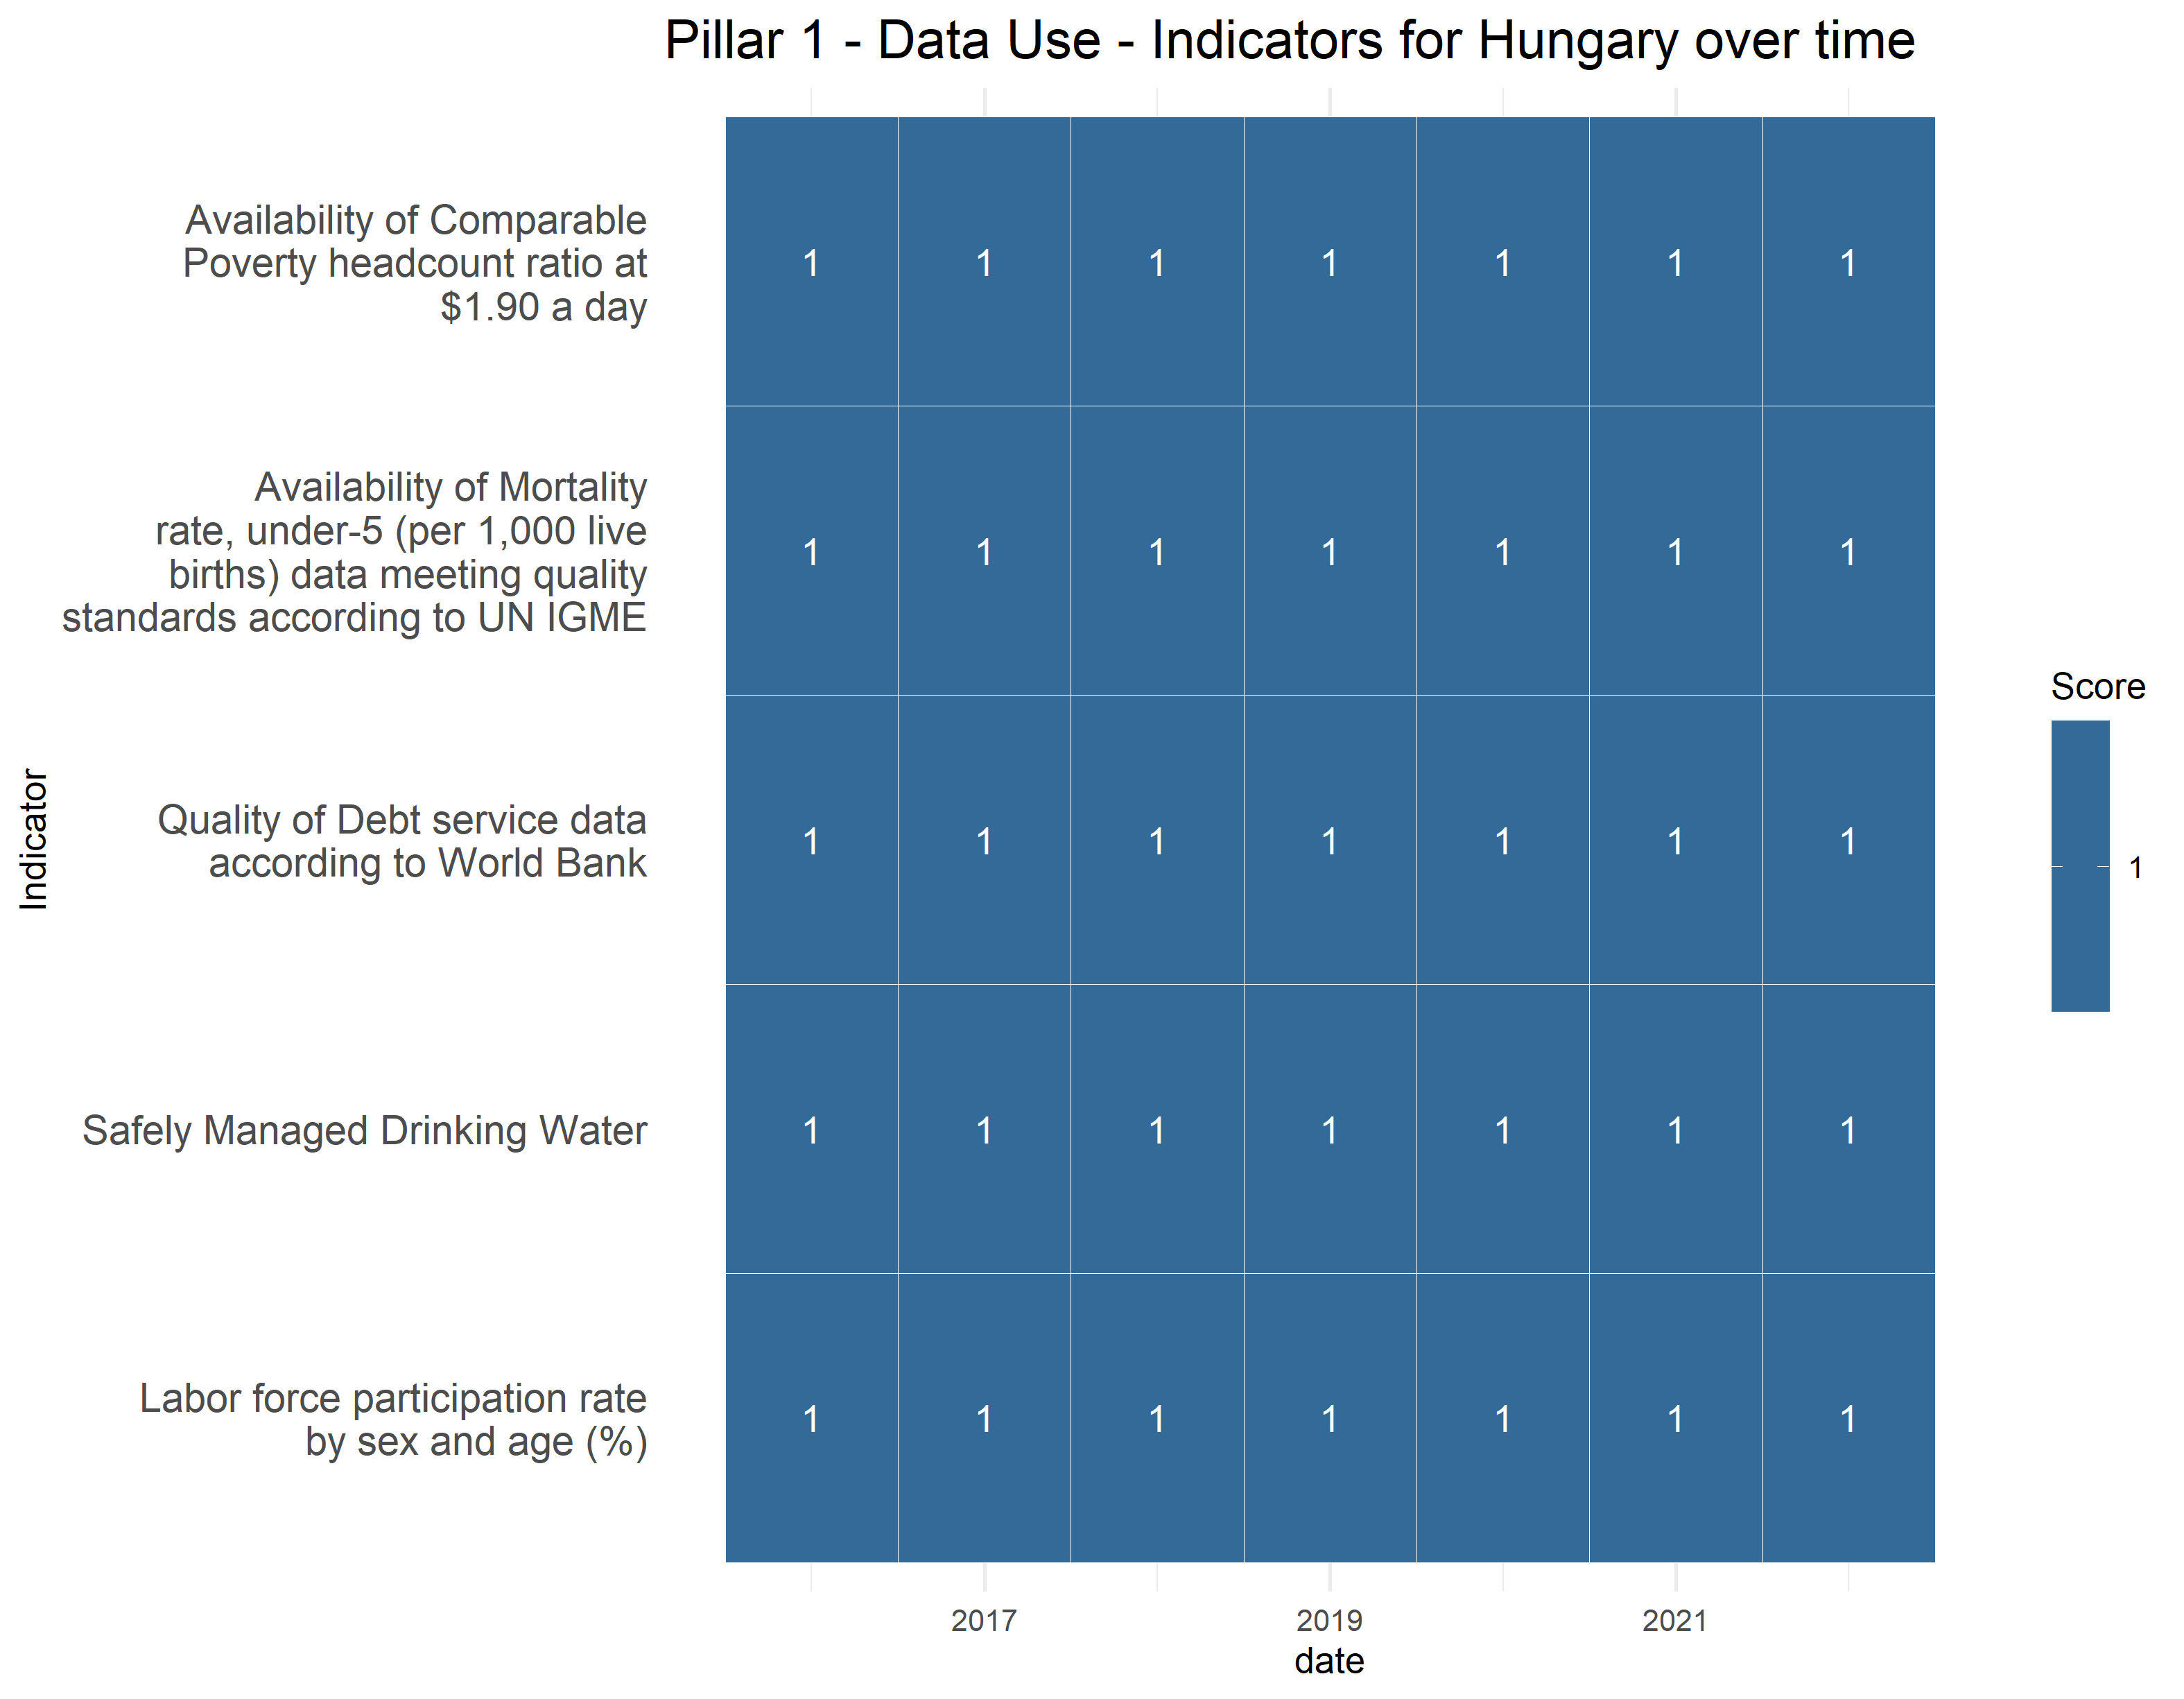 Pillar 1 - Data Use - Indicators for Hungary over time
Indicator
Availability of Comparable
Poverty headcount ratio at
$1.90 a day
1 1 1 1 1 1 1
Availability of Mortality
rate, under-5 (per 1,000 live
births) data meeting quality
standards according to UN IGME
1 1 1 1 1 1 1
Quality of Debt service data
according to World Bank
1 1 1 1 1 1 1
Safely Managed Drinking Water
1 1 1 1 1 1 1
Labor force participation rate
by sex and age (%)
1 1 1 1 1 1 1
2017 2019 2021
date
Score
1